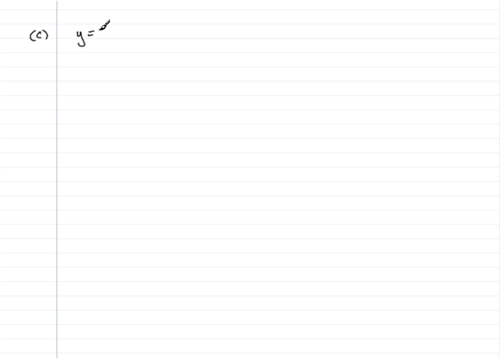 (c) y =